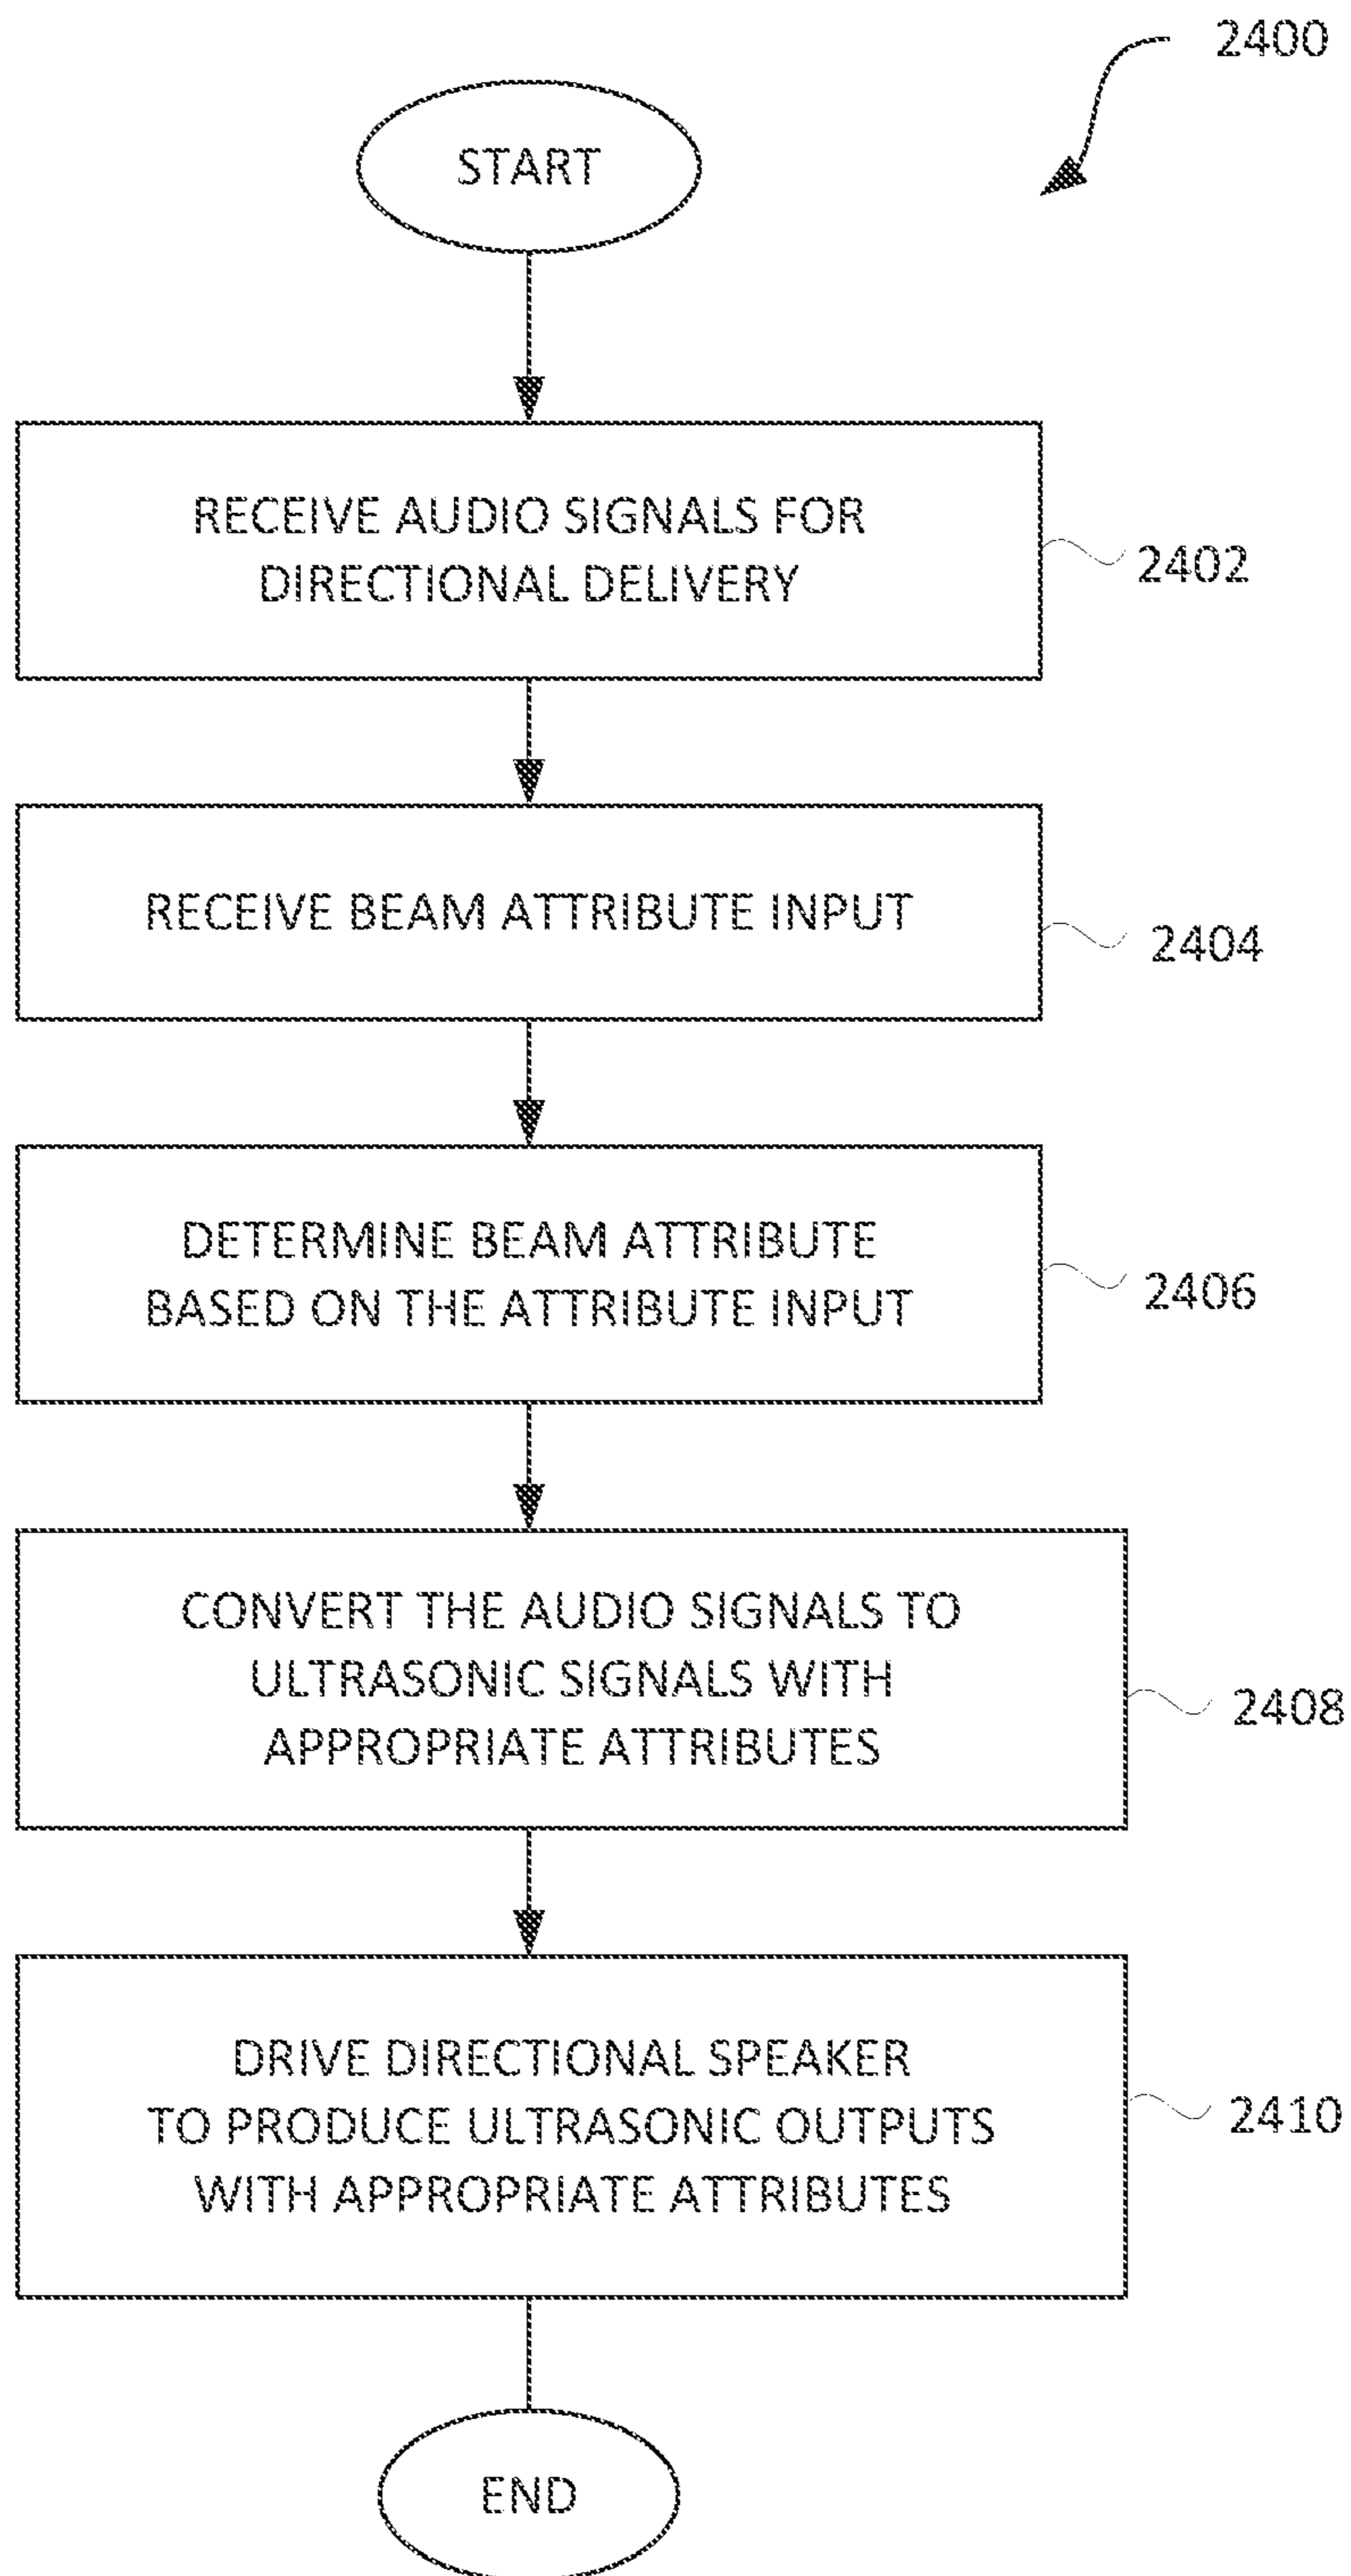 2400
START
RECEIVE AUDIO SIGNALS FOR
DIRECTIONAL DELIVERY
2402
RECEIVE BEAM ATTRIBUTE INPUT
2404
DETERMINE BEAM ATTRIBUTE
BASED ON THE ATTRIBUTE INPUT
2406
CONVERT THE AUDIO SIGNALS TO
ULTRASONIC SIGNALS WITH
APPROPRIATE ATTRIBUTES
2408
DRIVE DIRECTIONAL SPEAKER
TO PRODUCE ULTRASONIC OUTPUTS
WITH APPROPRIATE ATTRIBUTES
2410
END